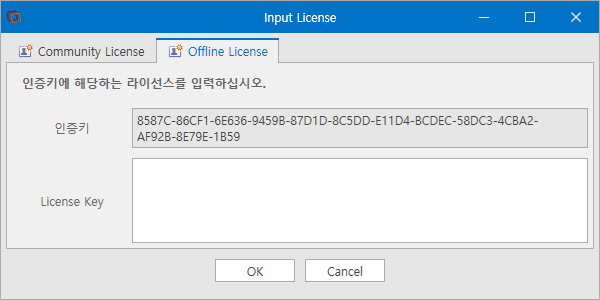 Input License
Community License
Offline License
인증키에 해당하는 라이선스를 입력하십시오.
인증키
8587C-86CF1-6E636-9459B-87D1D-8C5DD-E11D4-BCDEC-58DC3-4CBA2-
AF92B-8E79E-1B59
License Key
OK
Cancel